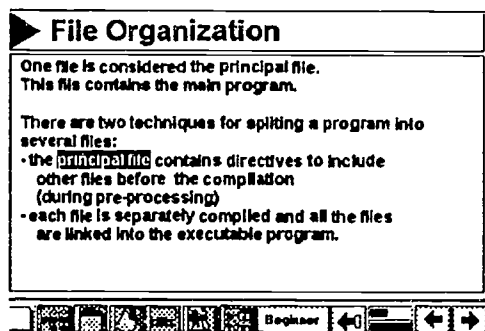 File Organization
One file is considered the principal file.
This file contains the main program.
There are two techniques for spliting a program into
several files:
- the principal file contains directives to include
other files before the compilation
(during pre-processing)
- each file is separately compiled and all the files
are linked into the executable program.
Beginner